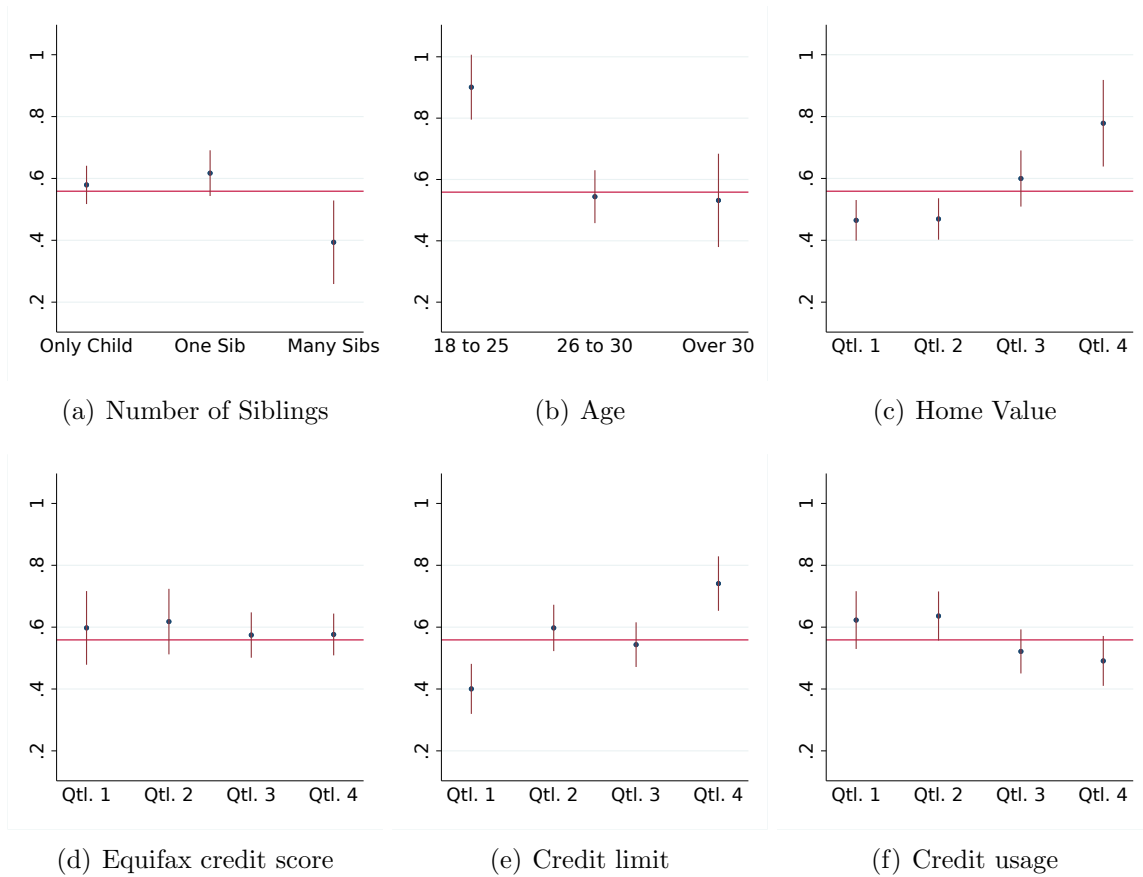 1
.8
.6
.4
.2
Only Child One Sib Many Sibs
(a) Number of Siblings
1
.8
.6
.4
.2
18 to 25 26 to 30 Over 30
(b) Age
1
.8
.6
.4
.2
Qtl. 1 Qtl. 2 Qtl. 3 Qtl. 4
(c) Home Value
1
.8
.6
.4
.2
Qtl. 1 Qtl. 2 Qtl. 3 Qtl. 4
(d) Equifax credit score
1
.8
.6
.4
.2
Qtl. 1 Qtl. 2 Qtl. 3 Qtl. 4
(e) Credit limit
1
.8
.6
.4
.2
Qtl. 1 Qtl. 2 Qtl. 3 Qtl. 4
(f) Credit usage